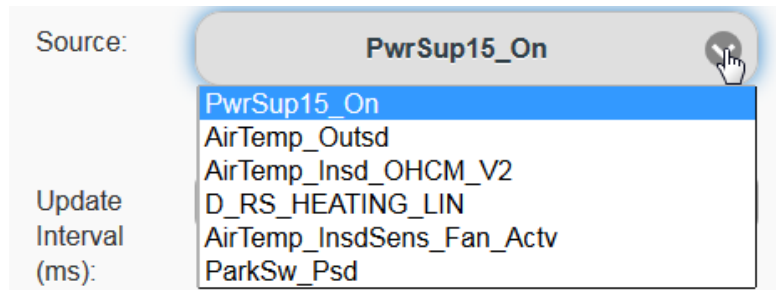 Source:
PwrSup15_On
PwrSup15_On
AirTemp_Outsd
AirTemp_Insd_OHCM_V2
D_RS_HEATING_LIN
AirTemp_InsdSens_Fan_Actv
ParkSw_Psd
Update
Interval
(ms):